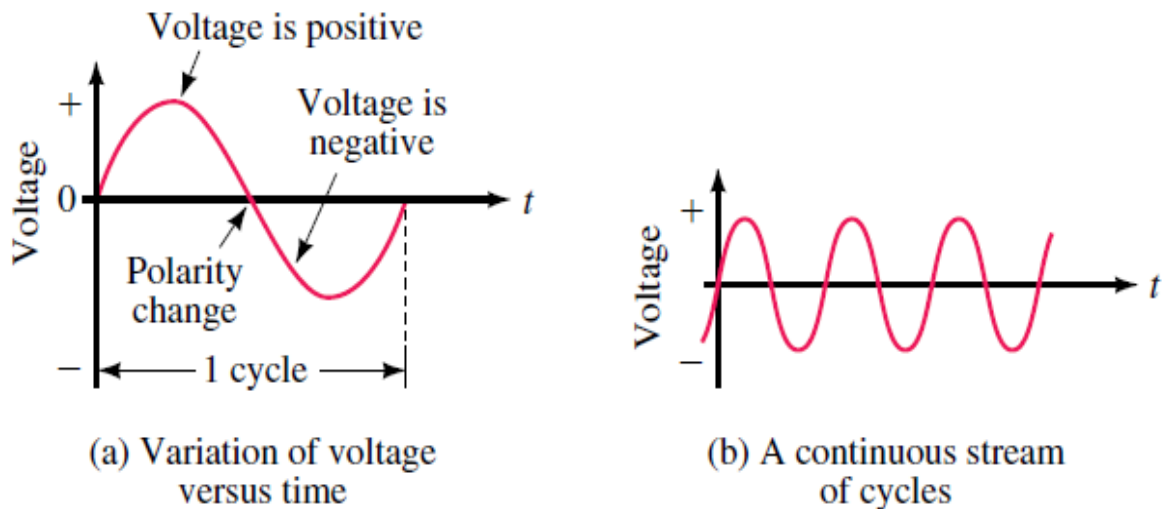 Voltage is positive
+
Voltage is
negative
Voltage
0
t
Polarity
change
−
1 cycle
(a) Variation of voltage
versus time
+
Voltage
t
−
(b) A continuous stream
of cycles